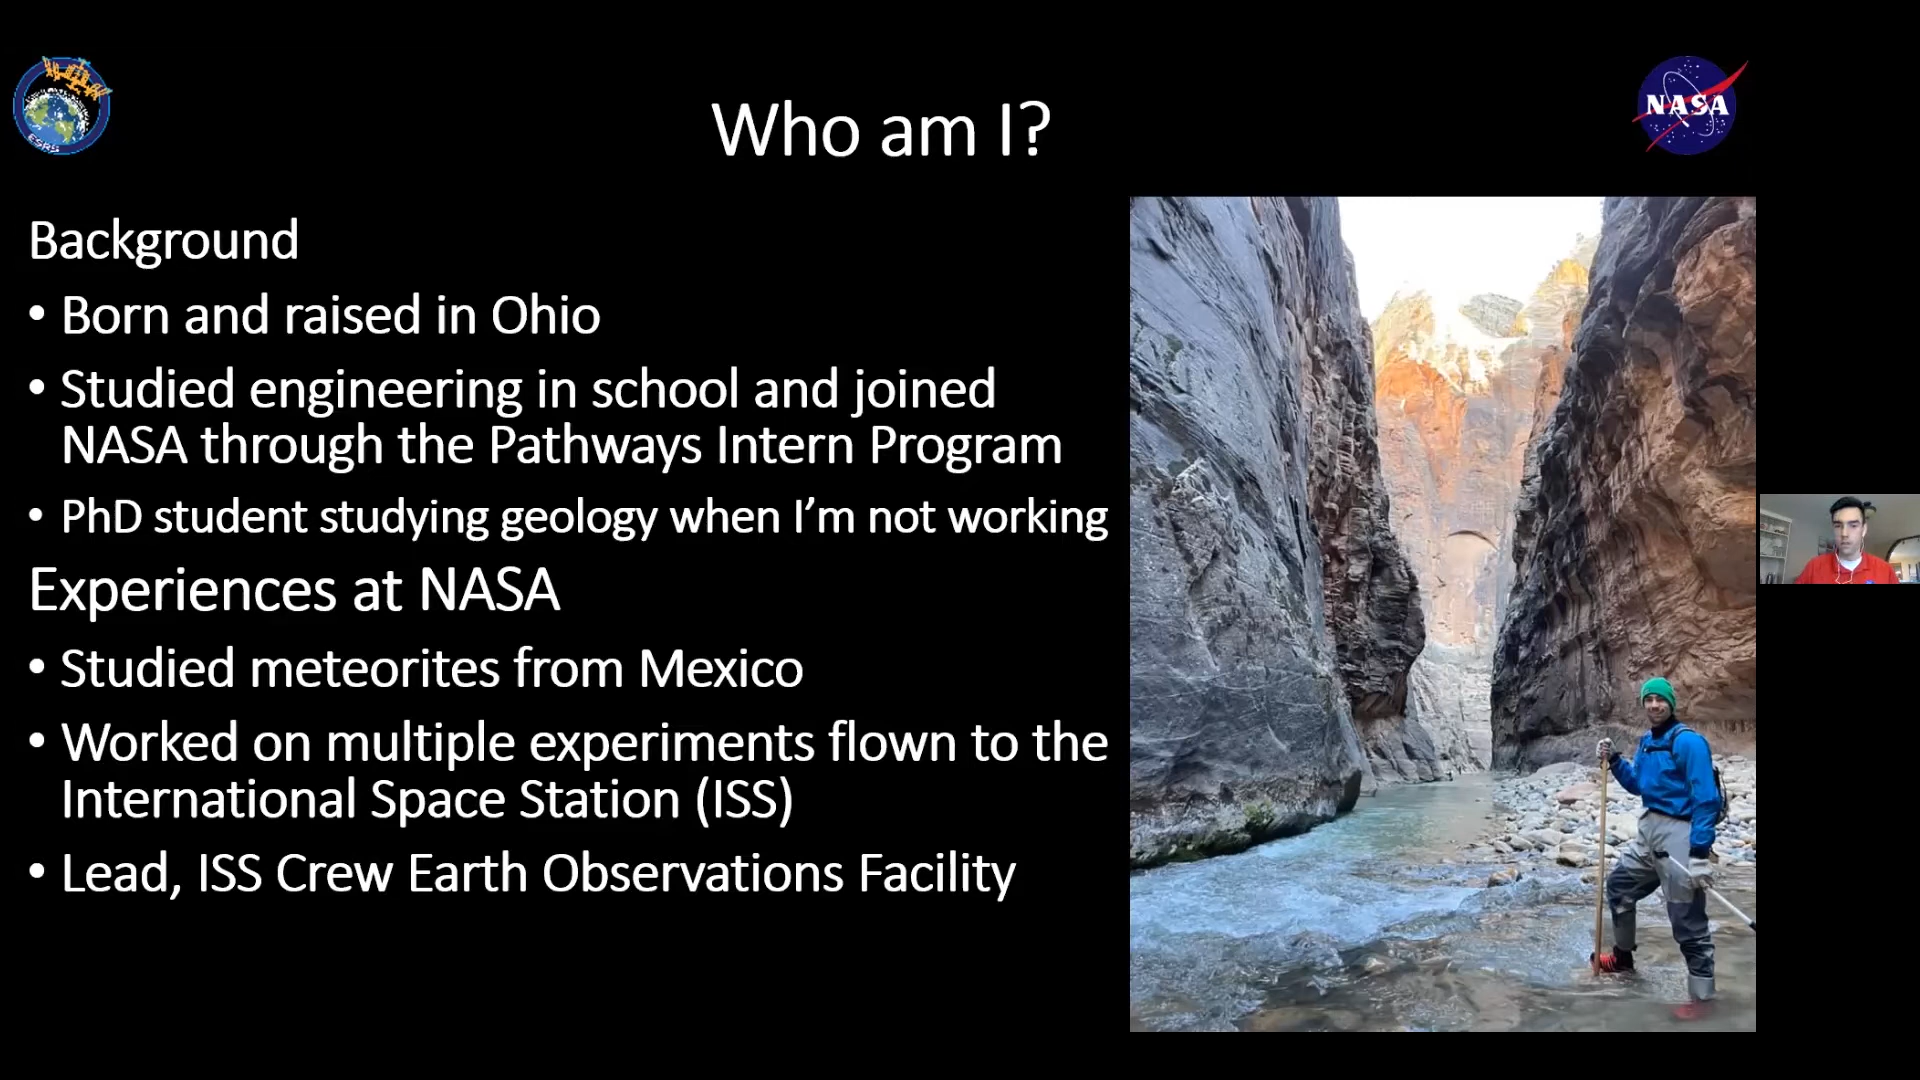 ESRS
NASA
Who am I?
Background
• Born and raised in Ohio
• Studied engineering in school and joined
NASA through the Pathways Intern Program
• PhD student studying geology when I’m not working
Experiences at NASA
• Studied meteorites from Mexico
• Worked on multiple experiments flown to the
International Space Station (ISS)
• Lead, ISS Crew Earth Observations Facility